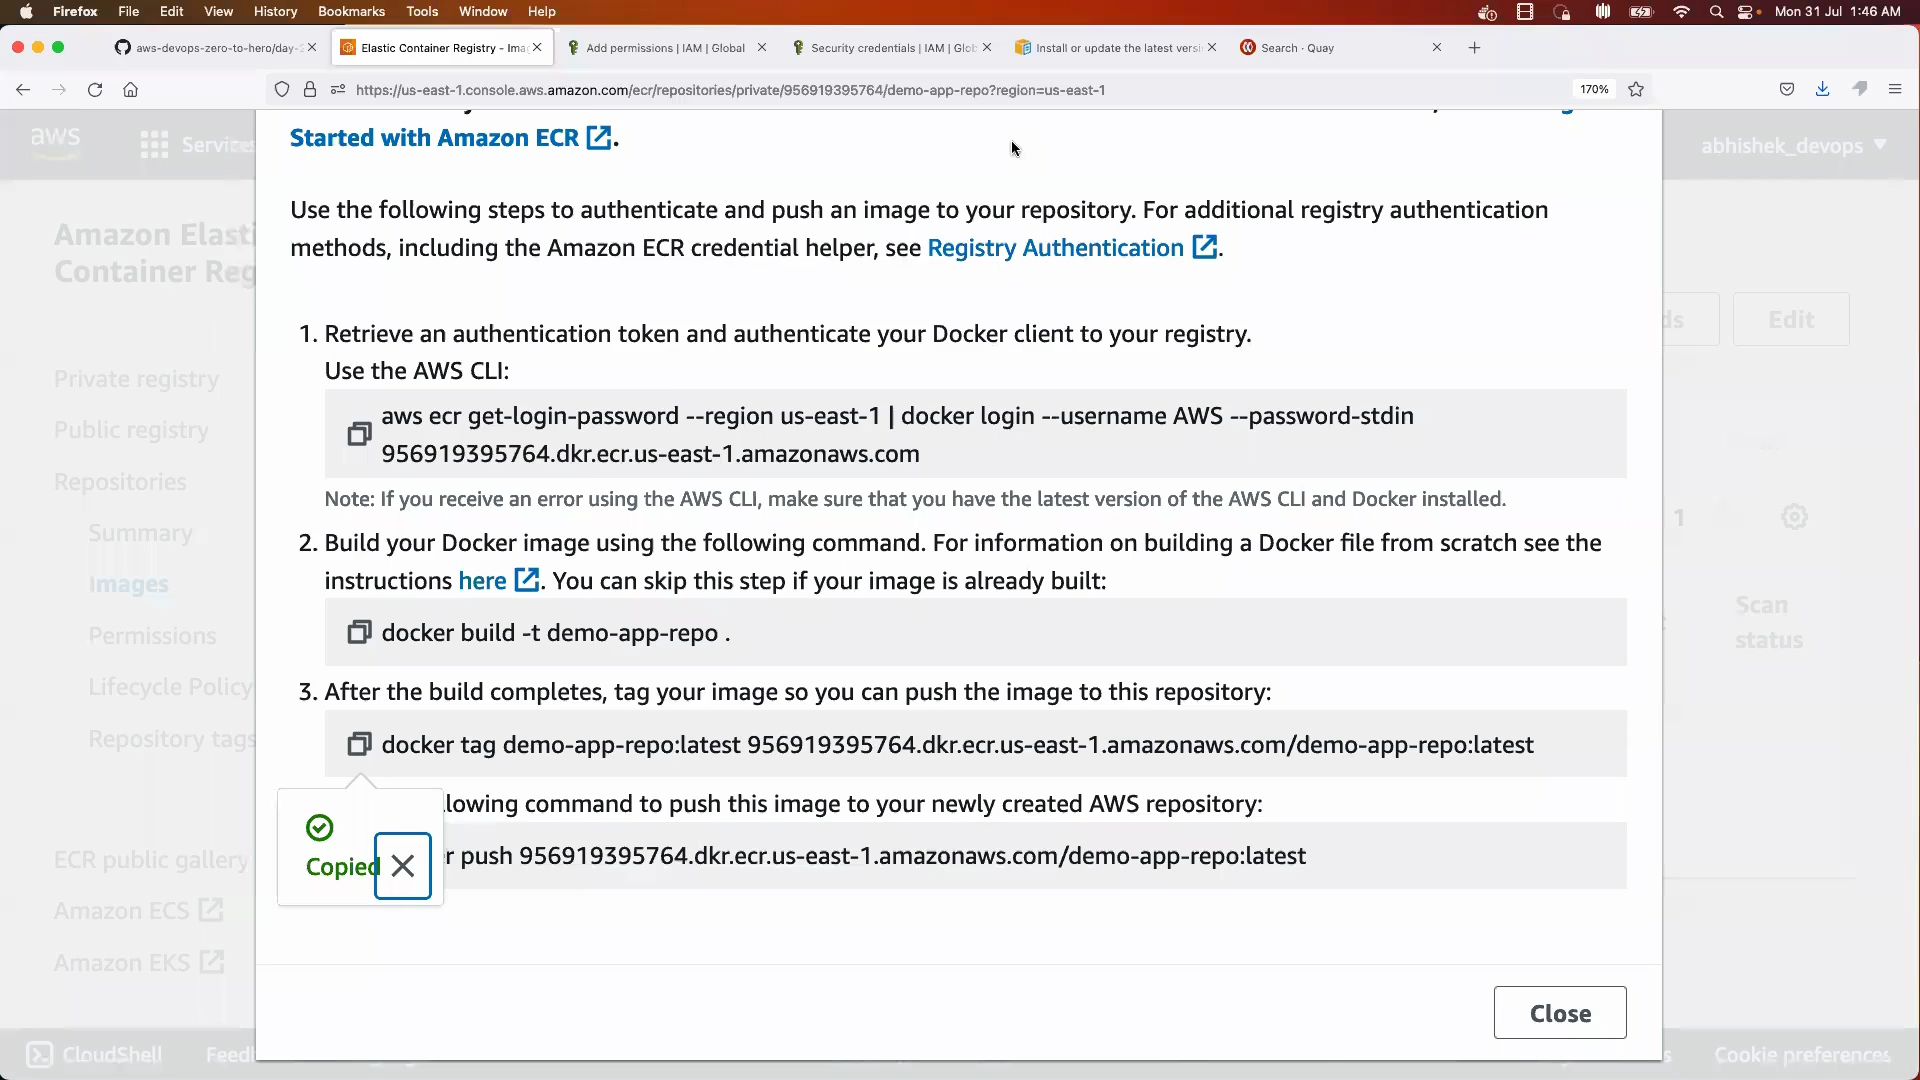 Firefox File Edit View History Bookmarks Tools Window Help Mon 31 Jul 1:46 AM
aws-devops-zero-to-hero/day-2 Elastic Container Registry - Ima Add permissions | IAM | Global Security credentials | IAM | Glo Install or update the latest versi Search · Quay
https://us-east-1.console.aws.amazon.com/ecr/repositories/private/956919395764/demo-app-repo?region=us-east-1 170%
aws Services abhishek_devops
Started with Amazon ECR .
Use the following steps to authenticate and push an image to your repository. For additional registry authentication
methods, including the Amazon ECR credential helper, see Registry Authentication .
1. Retrieve an authentication token and authenticate your Docker client to your registry.
Use the AWS CLI:
aws ecr get-login-password --region us-east-1 | docker login --username AWS --password-stdin
956919395764.dkr.ecr.us-east-1.amazonaws.com
Note: If you receive an error using the AWS CLI, make sure that you have the latest version of the AWS CLI and Docker installed.
2. Build your Docker image using the following command. For information on building a Docker file from scratch see the
instructions here . You can skip this step if your image is already built:
docker build -t demo-app-repo .
3. After the build completes, tag your image so you can push the image to this repository:
docker tag demo-app-repo:latest 956919395764.dkr.ecr.us-east-1.amazonaws.com/demo-app-repo:latest
lowing command to push this image to your newly created AWS repository:
r push 956919395764.dkr.ecr.us-east-1.amazonaws.com/demo-app-repo:latest
Copied
Close
Amazon Elasti
Container Reg
Private registry
Public registry
Repositories
Summary
Images
Permissions
Lifecycle Policy
Repository tags
ECR public gallery
Amazon ECS
Amazon EKS
ds Edit
1
Scan
status
CloudShell Feedb Cookie preferences